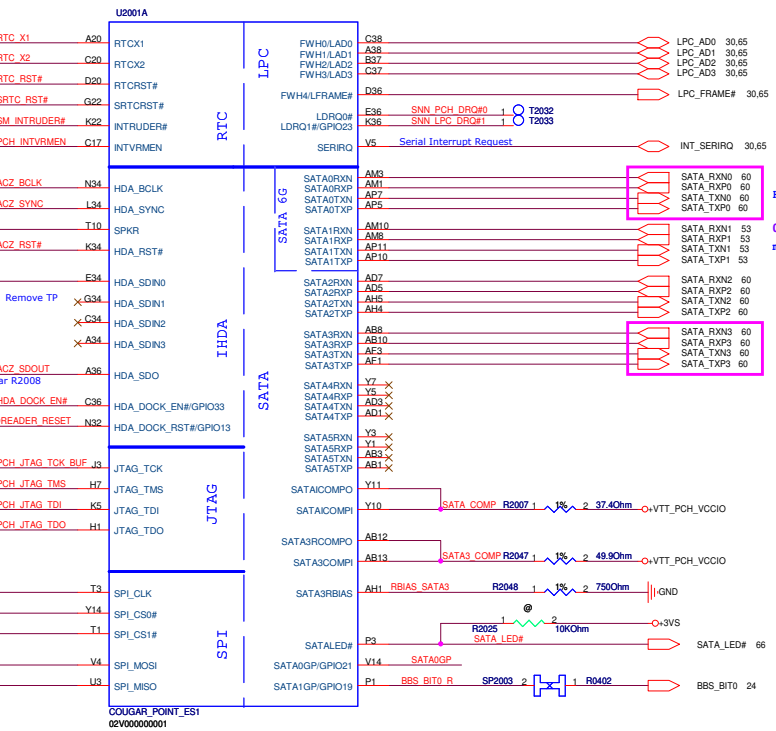 U2001A
RTC_X1 A20 RTCX1 LPC FWH0/LAD0 C38 LPC_AD0 30,65
FWH1/LAD1 A38 LPC_AD1 30,65
RTC_X2 C20 RTCX2 FWH2/LAD2 B37 LPC_AD2 30,65
FWH3/LAD3 C37 LPC_AD3 30,65
RTC_RST# D20 RTCRST#
FWH4/LFRAME# D36 LPC_FRAME# 30,65
SRTC_RST# G22 SRTCRST#
RTC LDRQ0# E36 SNN_PCH_DRQ#0 1 T2032
SM_INTRUDER# K22 INTRUDER# LDRQ1#/GPIO23 K36 SNN_LPC_DRQ#1 1 T2033
PCH_INTVRMEN C17 INTVRMEN SERIRQ V5 Serial Interrupt Request INT_SERIRQ 30,65
SATA 6G SATA0RXN AM3 SATA_RXN0 60
ACZ_BCLK N34 HDA_BCLK SATA0RXP AM1 SATA_RXP0 60
SATA0TXN AP7 SATA_TXN0 60
ACZ_SYNC L34 HDA_SYNC SATA0TXP AP5 SATA_TXP0 60
T10 SPKR SATA1RXN AM10 SATA_RXN1 53
SATA1RXP AM8 SATA_RXP1 53
ACZ_RST# K34 HDA_RST# SATA1TXN AP11 SATA_TXN1 53
SATA1TXP AP10 SATA_TXP1 53
E34 HDA_SDIN0 SATA2RXN AD7 SATA_RXN2 60
SATA2RXP AD5 SATA_RXP2 60
Remove TP G34 HDA_SDIN1 SATA2TXN AH5 SATA_TXN2 60
SATA2TXP AH4 SATA_TXP2 60
C34 HDA_SDIN2
IHDA SATA3RXN AB8 SATA_RXN3 60
A34 HDA_SDIN3 SATA3RXP AB10 SATA_RXP3 60
SATA3TXN AF3 SATA_TXN3 60
SATA3TXP AF1 SATA_TXP3 60
ACZ_SDOUT A36 HDA_SDO
ar R2008 SATA SATA4RXN Y7
SATA4RXP Y5
HDA_DOCK_EN# C36 HDA_DOCK_EN#/GPIO33 SATA4TXN AD3
SATA4TXP AD1
REREADER_RESET N32 HDA_DOCK_RST#/GPIO13
SATA5RXN Y3
SATA5RXP Y1
SATA5TXN AB3
PCH_JTAG_TCK_BUF J3 JTAG_TCK SATA5TXP AB1
PCH_JTAG_TMS H7 JTAG_TMS SATAICOMPO Y11
JTAG
PCH_JTAG_TDI K5 JTAG_TDI SATAICOMPI Y10 SATA_COMP R2007 1 1% 2 37.4Ohm +VTT_PCH_VCCIO
PCH_JTAG_TDO H1 JTAG_TDO
SATA3RCOMPO AB12
SATA3COMPI AB13 SATA3_COMP R2047 1 1% 2 49.9Ohm +VTT_PCH_VCCIO
T3 SPI_CLK SATA3RBIAS AH1 RBIAS_SATA3 R2048 1 1% 2 750Ohm GND
Y14 SPI_CS0# @
T1 SPI_CS1# R2025 1 2 10KOhm +3VS
SPI SATALED# P3 SATA_LED# SATA_LED# 66
V4 SPI_MOSI SATA0GP/GPIO21 V14 SATA0GP
U3 SPI_MISO SATA1GP/GPIO19 P1 BBS_BIT0_R SP2003 2 1 R0402 BBS_BIT0 24
COUGAR_POINT_ES1
02V000000001